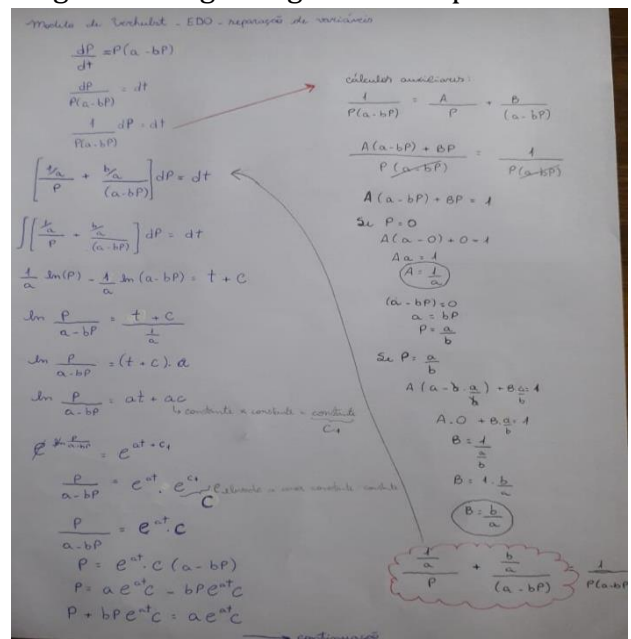 Modelo de Verhulst - EDO - separação de variáveis
dP/dt = P(a - bP)
dP/P(a-bP) = dt
1/P(a-bP) dP = dt
[1/a/P + b/a/(a-bP)] dP = dt
∫[1/a/P + b/a/(a-bP)] dP = dt
1/a ln(P) - 1/a ln(a-bP) = t + c
ln P/a-bP = t + c/1/a
ln P/a-bP = (t + c). a
ln P/a-bP = at + ac
↳ constante x constante = constante
C₁
e^ln P/a-bP = e^at + c₁
P/a-bP = e^at . e^c₁ elevado a uma constante constante
C
P/a-bP = e^at . C
P = e^at . C (a - bP)
P = a e^at C - bP e^at C
P + bP e^at C = a e^at C
cálculos auxiliares:
1/P(a-bP) = A/P + B/(a-bP)
A(a-bP) + BP/P(a-bP) = 1/P(a-bP)
A(a-bP) + BP = 1
Se P = 0
A(a - 0) + 0 = 1
Aa = 1
A = 1/a
(a - bP) = 0
a = bP
P = a/b
Se P = a/b
A(a - b . a/b) + B . a/b = 1
A . 0 + B . a/b = 1
B = 1/a/b
B = 1 . b/a
B = b/a
1/a/P + b/a/(a-bP) 1/P(a-bP)
→ continuação